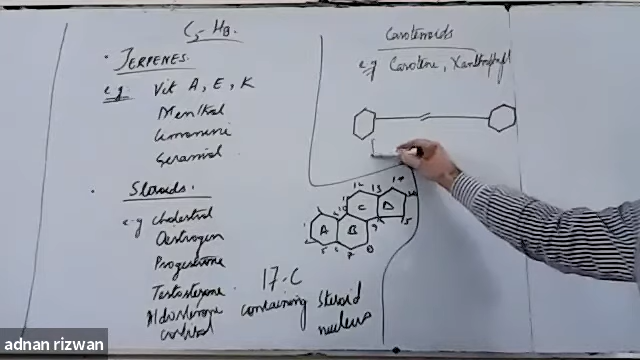 C5 H8.
TERPENES
e.g. Vit A, E, K
Menthol
Limonine
Geraniol
Steroids.
e-g Cholestrol
Oestrogen
Progesterone
Testosterone
Aldosterone
Cortisol
17-C
containing Steroid
nucleus
A B C D
Carotenoids
e.g Carotene, Xanthophyll
adnan rizwan